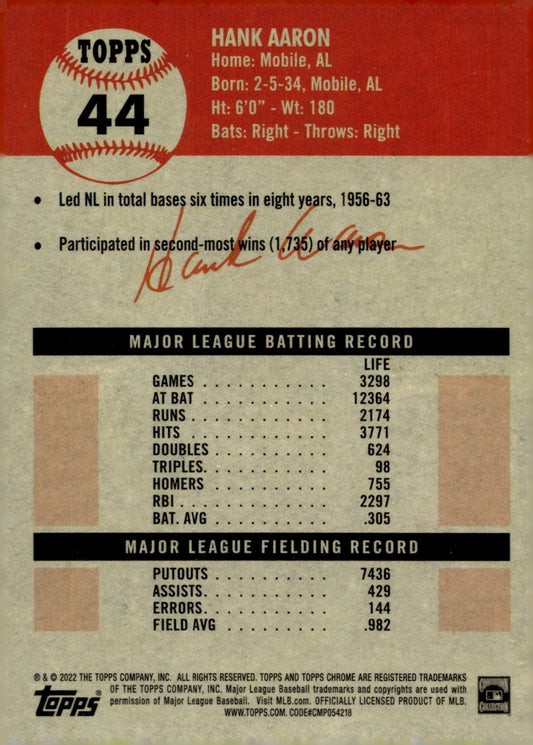 TOPPS
44
HANK AARON
Home: Mobile, AL
Born: 2-5-34, Mobile, AL
Ht: 6'0" - Wt: 180
Bats: Right - Throws: Right
• Led NL in total bases six times in eight years, 1956-63
• Participated in second-most wins (1,735) of any player
Hank Aaron
MAJOR LEAGUE BATTING RECORD
LIFE
GAMES . . . . . . . . . . . 3298
AT BAT . . . . . . . . . . . 12364
RUNS . . . . . . . . . . . 2174
HITS . . . . . . . . . . . 3771
DOUBLES . . . . . . . . . 624
TRIPLES. . . . . . . . . . 98
HOMERS . . . . . . . . . 755
RBI . . . . . . . . . . . . 2297
BAT. AVG . . . . . . . . . .305
MAJOR LEAGUE FIELDING RECORD
PUTOUTS . . . . . . . . . 7436
ASSISTS. . . . . . . . . . 429
ERRORS. . . . . . . . . . 144
FIELD AVG . . . . . . . . .982
® & © 2022 THE TOPPS COMPANY, INC. ALL RIGHTS RESERVED. TOPPS AND TOPPS CHROME ARE REGISTERED TRADEMARKS
OF THE TOPPS COMPANY, INC. Major League Baseball trademarks and copyrights are used with
permission of Major League Baseball. Visit MLB.com. OFFICIALLY LICENSED PRODUCT OF MLB.
WWW.TOPPS.COM. CODE#CMP054218
Topps®
COOPERSTOWN
COLLECTION